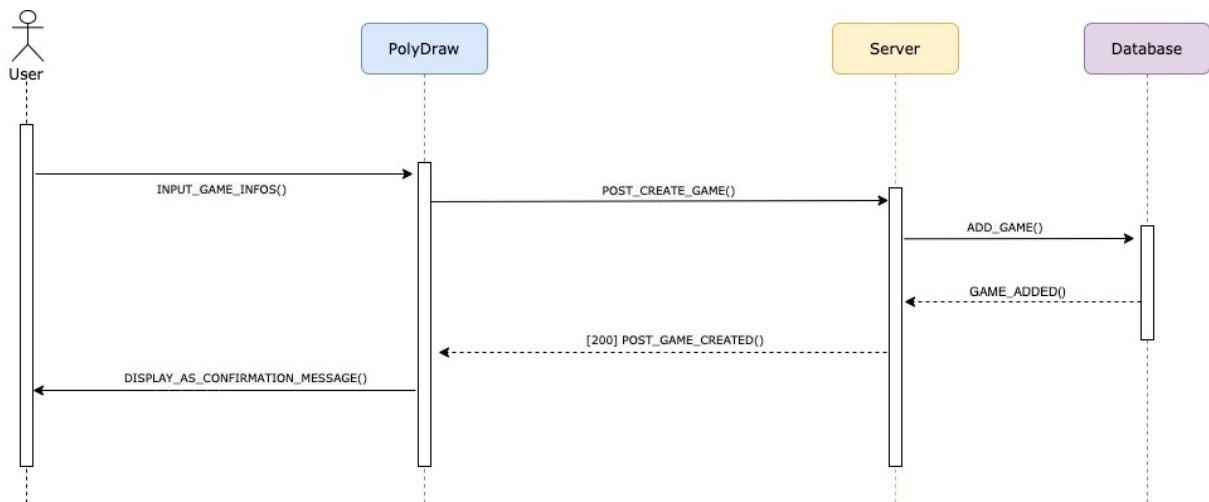 User
PolyDraw
Server
Database
INPUT_GAME_INFOS()
POST_CREATE_GAME()
ADD_GAME()
GAME_ADDED()
[200] POST_GAME_CREATED()
DISPLAY_AS_CONFIRMATION_MESSAGE()